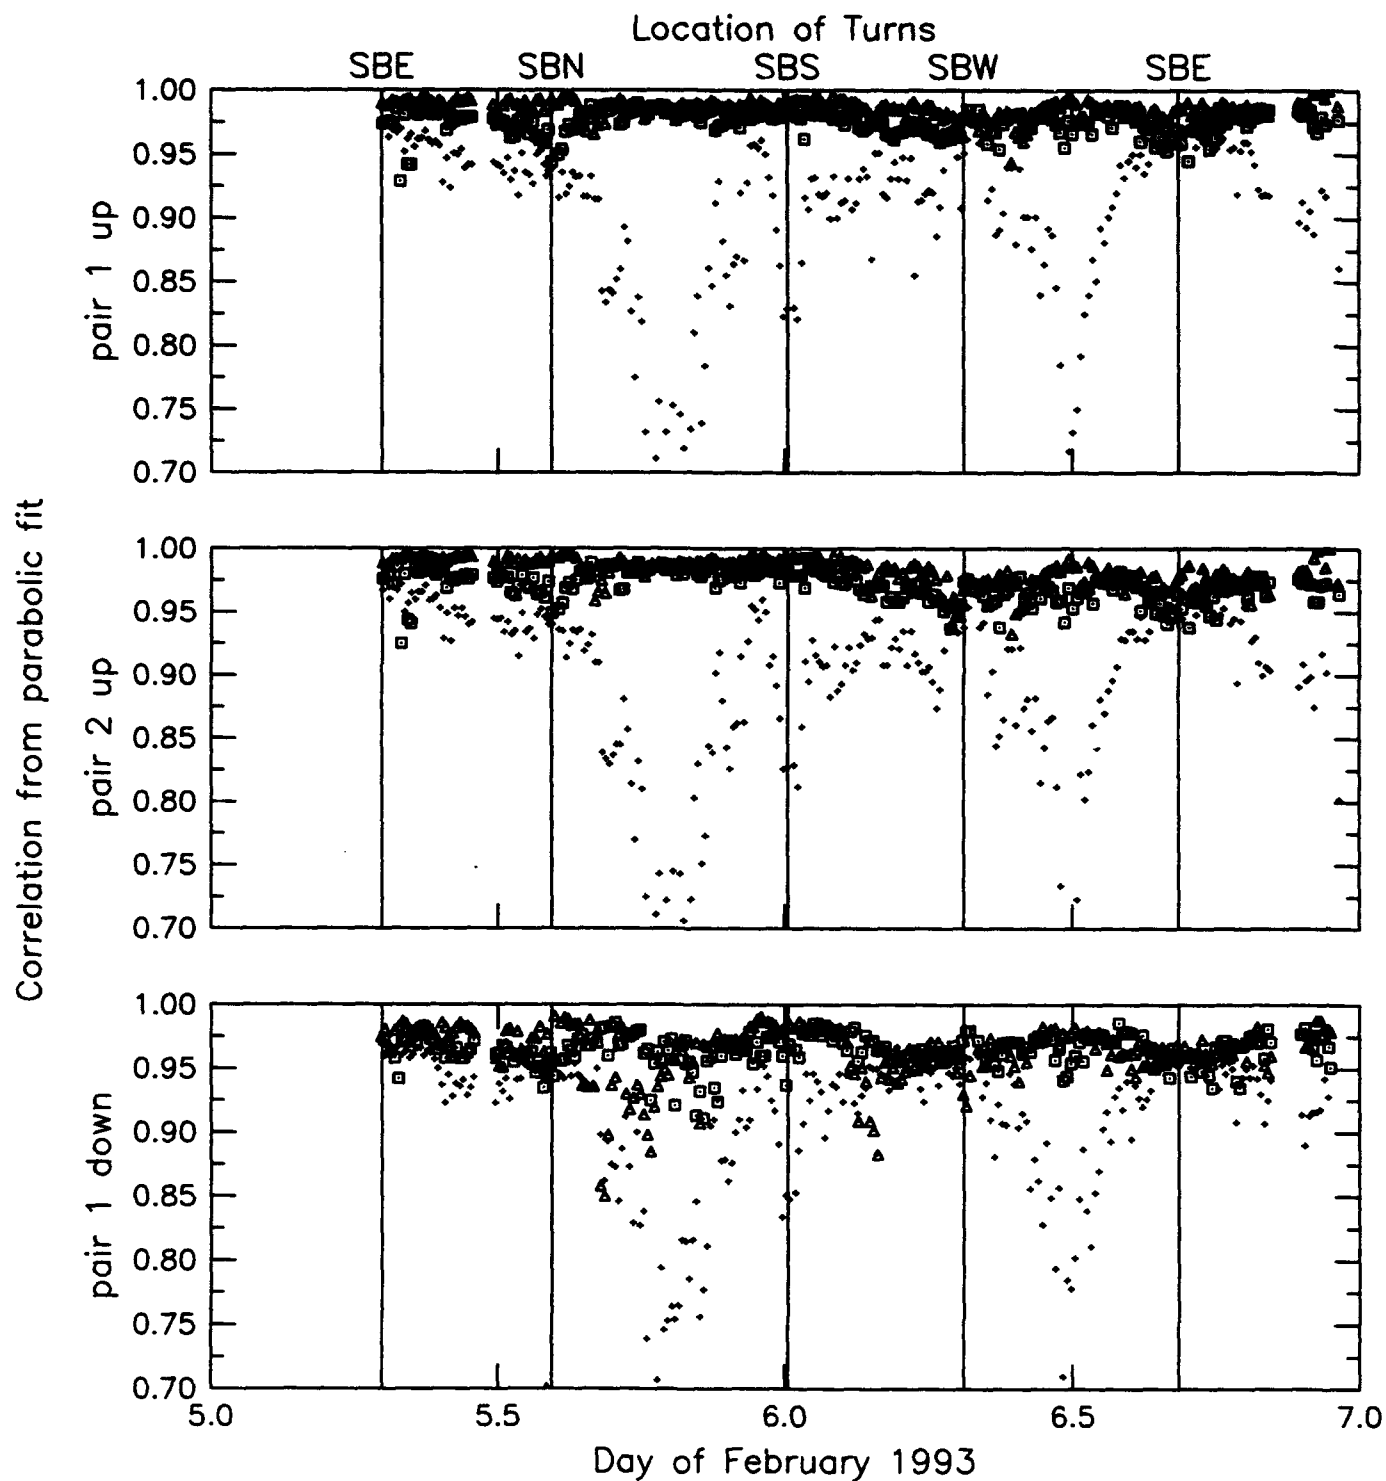 Location of Turns
SBE SBN SBS SBW SBE
Correlation from parabolic fit
pair 1 up
1.00
0.95
0.90
0.85
0.80
0.75
0.70
pair 2 up
1.00
0.95
0.90
0.85
0.80
0.75
0.70
pair 1 down
1.00
0.95
0.90
0.85
0.80
0.75
0.70
5.0 5.5 6.0 6.5 7.0
Day of February 1993